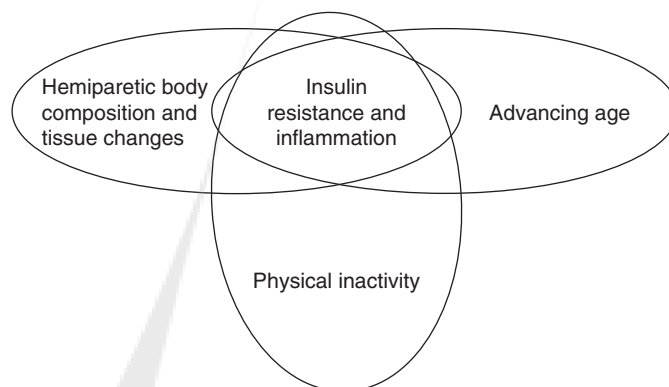 Hemiparetic body
composition and
tissue changes
Insulin
resistance and
inflammation
Advancing age
Physical inactivity